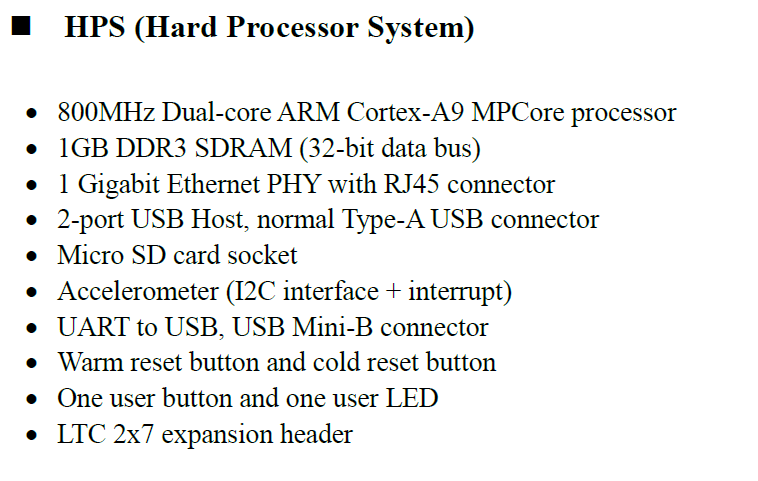 ■ HPS (Hard Processor System)
• 800MHz Dual-core ARM Cortex-A9 MPCore processor
• 1GB DDR3 SDRAM (32-bit data bus)
• 1 Gigabit Ethernet PHY with RJ45 connector
• 2-port USB Host, normal Type-A USB connector
• Micro SD card socket
• Accelerometer (I2C interface + interrupt)
• UART to USB, USB Mini-B connector
• Warm reset button and cold reset button
• One user button and one user LED
• LTC 2x7 expansion header